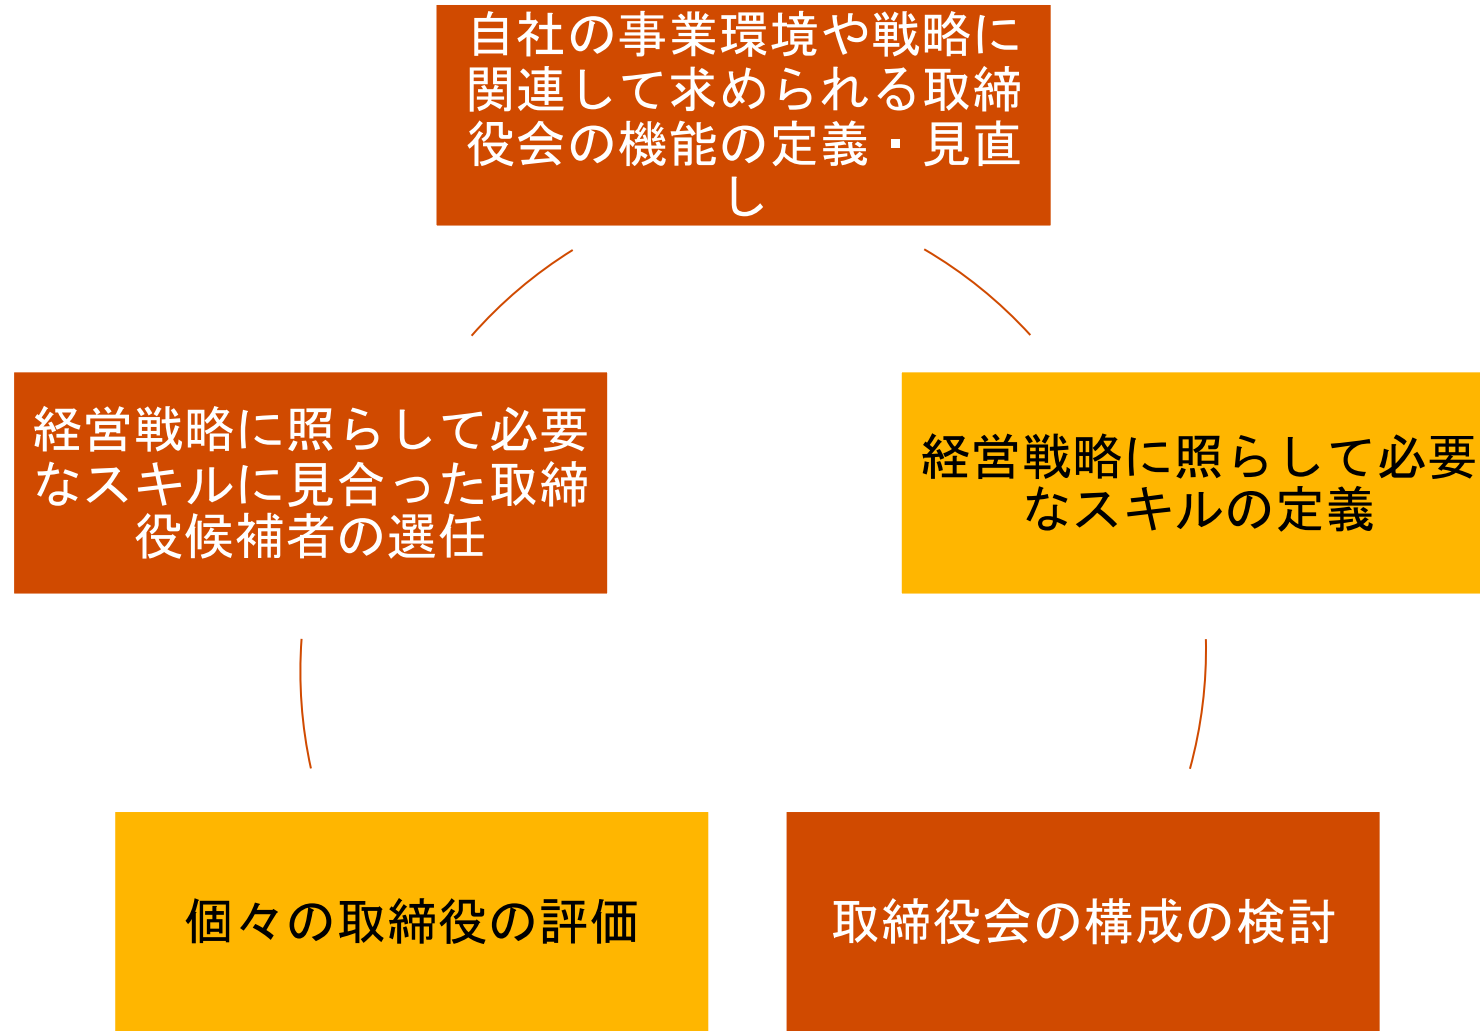 自社の事業環境や戦略に
関連して求められる取締
役会の機能の定義・見直
し
経営戦略に照らして必要
なスキルに見合った取締
役候補者の選任
経営戦略に照らして必要
なスキルの定義
個々の取締役の評価
取締役会の構成の検討